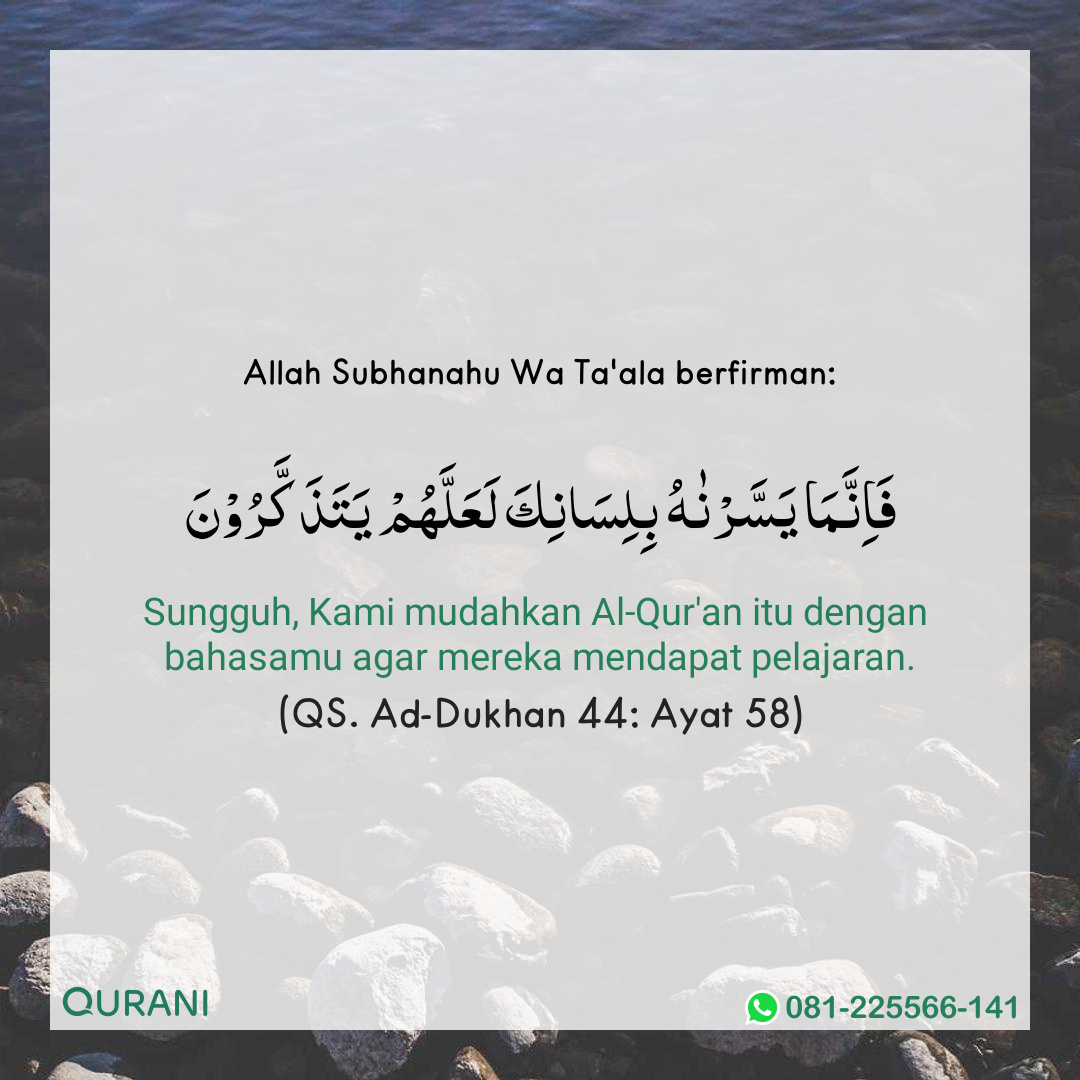 Allah Subhanahu Wa Ta'ala berfirman:
فَاِنَّمَا يَسَّرْنٰهُ بِلِسَانِكَ لَعَلَّهُمْ يَتَذَكَّرُوْنَ
Sungguh, Kami mudahkan Al-Qur'an itu dengan
bahasamu agar mereka mendapat pelajaran.
(QS. Ad-Dukhan 44: Ayat 58)
QURANI
081-225566-141